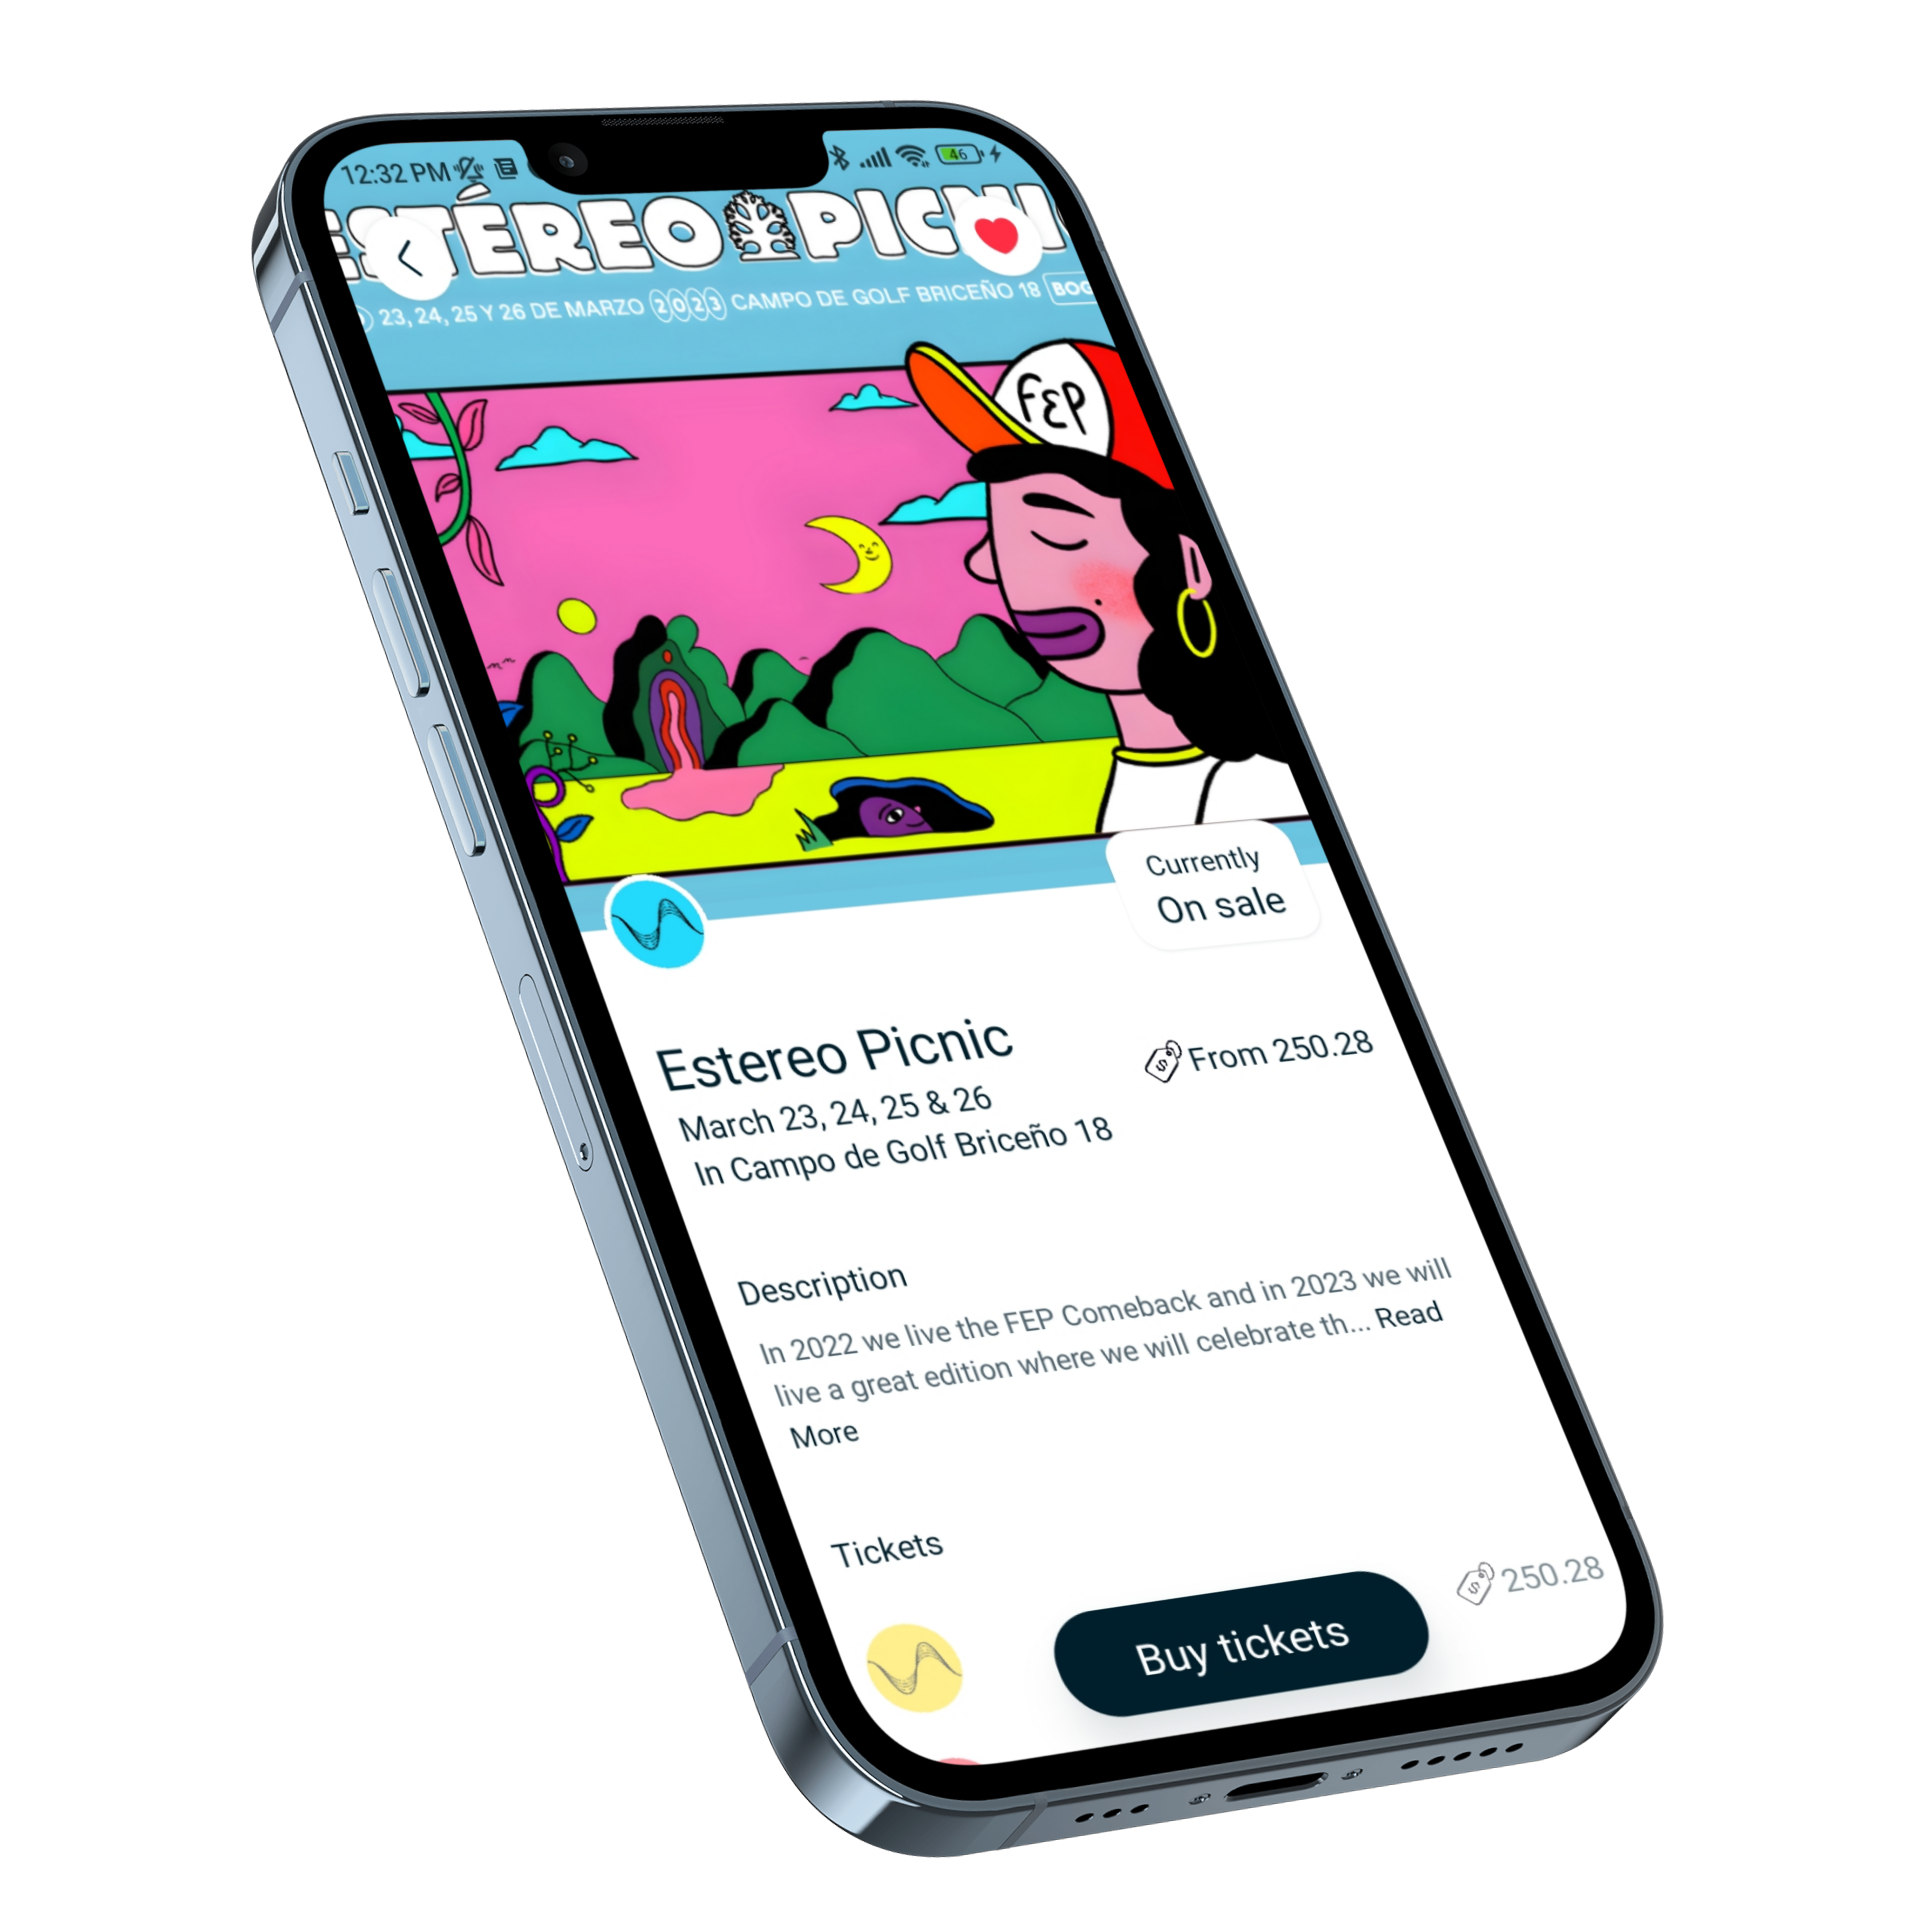 12:32 PM
46
ESTÉREO PICNI
23, 24, 25 Y 26 DE MARZO 2023 CAMPO DE GOLF BRICEÑO 18 BOG
FEP
Currently
On sale
Estereo Picnic
From 250.28
March 23, 24, 25 & 26
In Campo de Golf Briceño 18
Description
In 2022 we live the FEP Comeback and in 2023 we will
live a great edition where we will celebrate th... Read
More
Tickets
250.28
Buy tickets